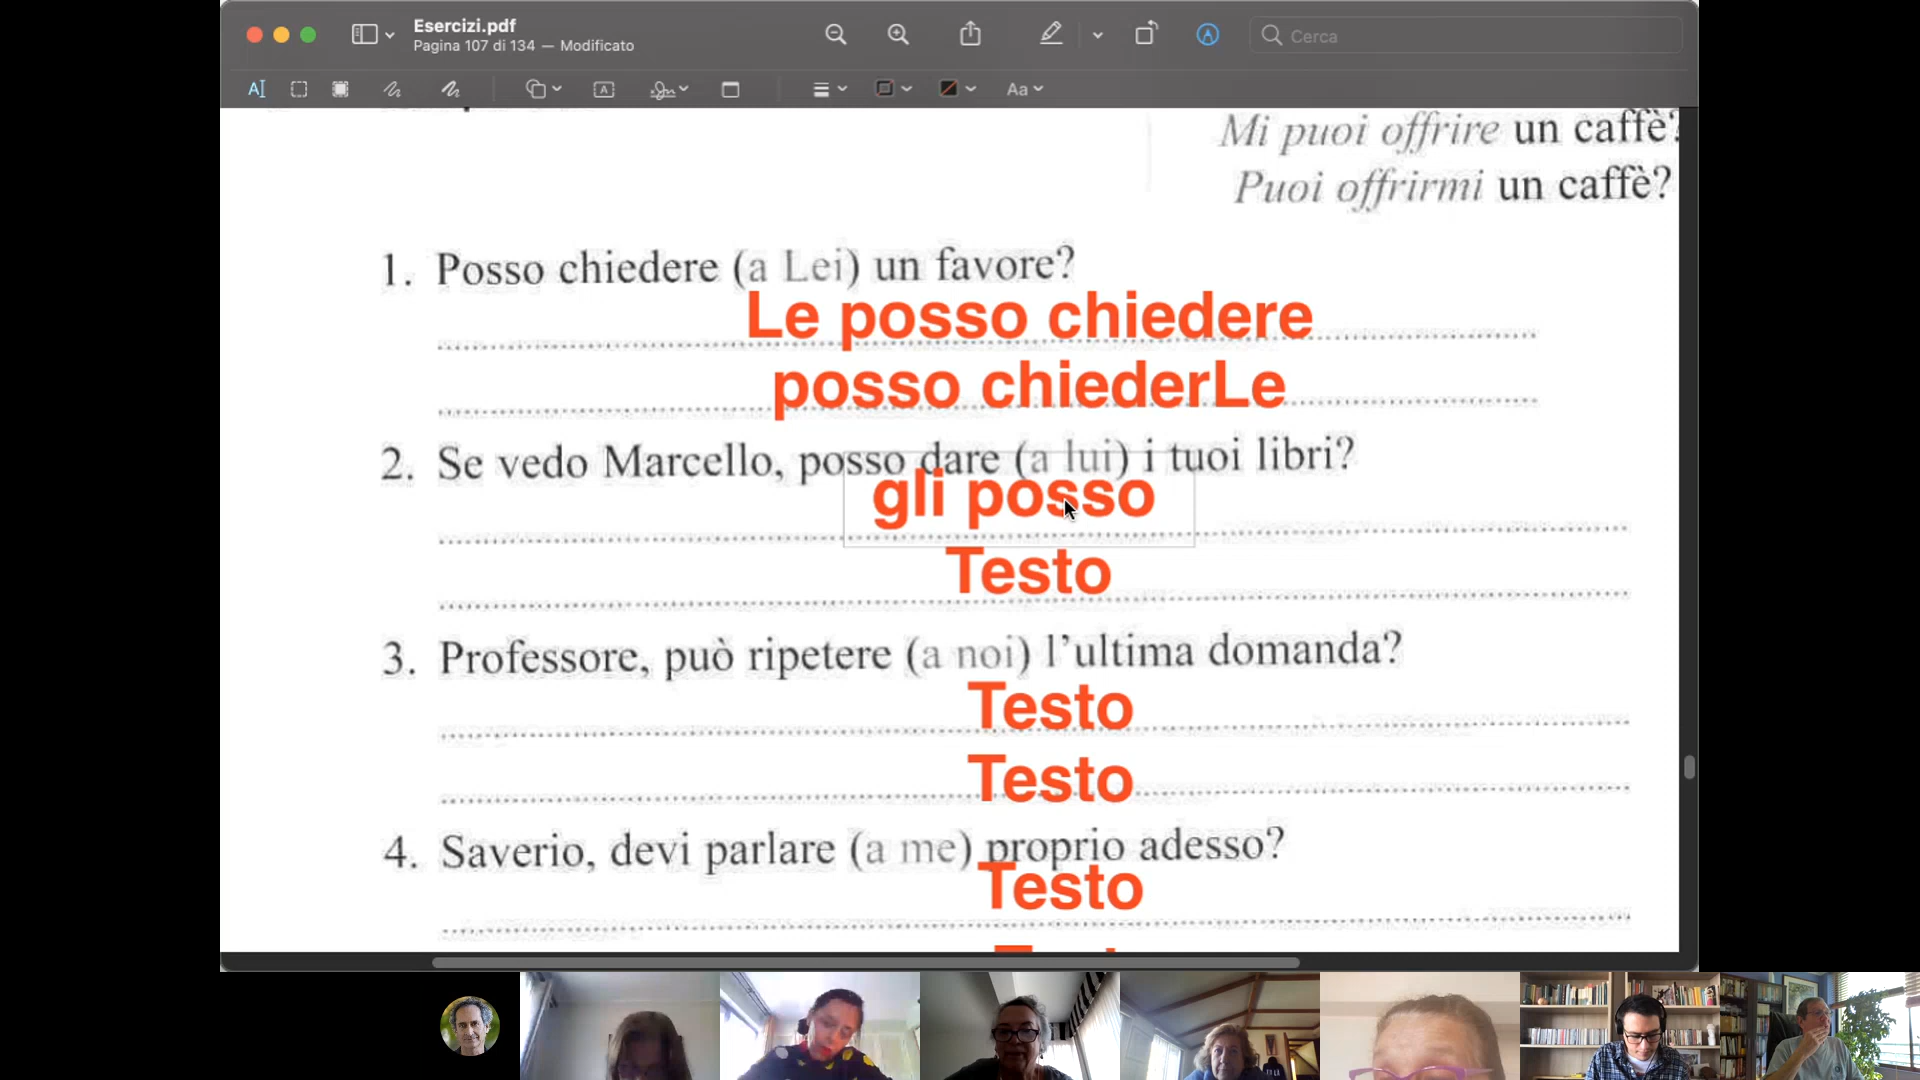 Esercizi.pdf
Pagina 107 di 134 — Modificato
Cerca
Aa
Mi puoi offrire un caffè?
Puoi offrirmi un caffè?
1. Posso chiedere (a Lei) un favore?
Le posso chiedere
posso chiederLe
2. Se vedo Marcello, posso dare (a lui) i tuoi libri?
gli posso
Testo
3. Professore, può ripetere (a noi) l'ultima domanda?
Testo
Testo
4. Saverio, devi parlare (a me) proprio adesso?
Testo